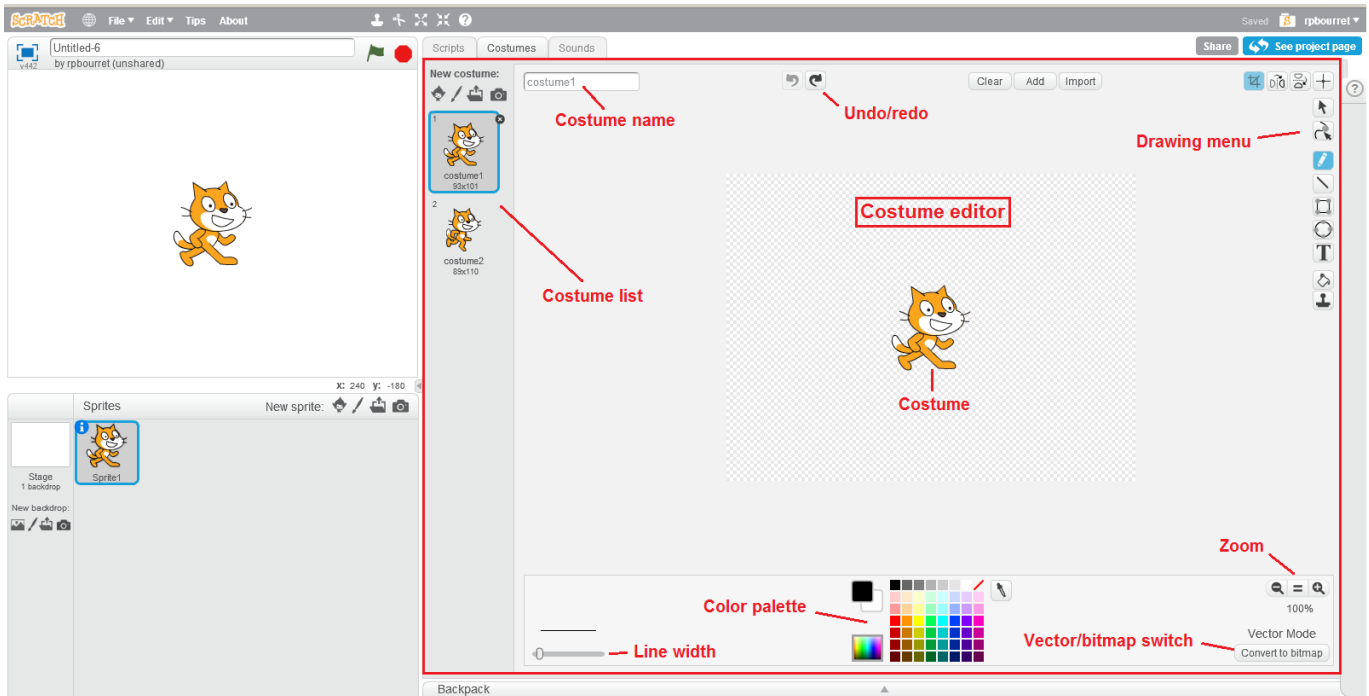 SCRATCH File Edit Tips About Saved S rpbourret
v442 Untitled-6
by rpbourret (unshared)
Scripts Costumes Sounds Share See project page
New costume: costume1 Clear Add Import
Costume name Undo/redo Drawing menu
1
costume1
93x101
2
costume2
89x110
Costume list
Costume editor
Costume
T
?
X: 240 y: -180
Sprites New sprite:
Stage
1 backdrop
Sprite1
New backdrop:
Zoom
100%
Color palette
Vector Mode
Vector/bitmap switch Convert to bitmap
Line width
Backpack